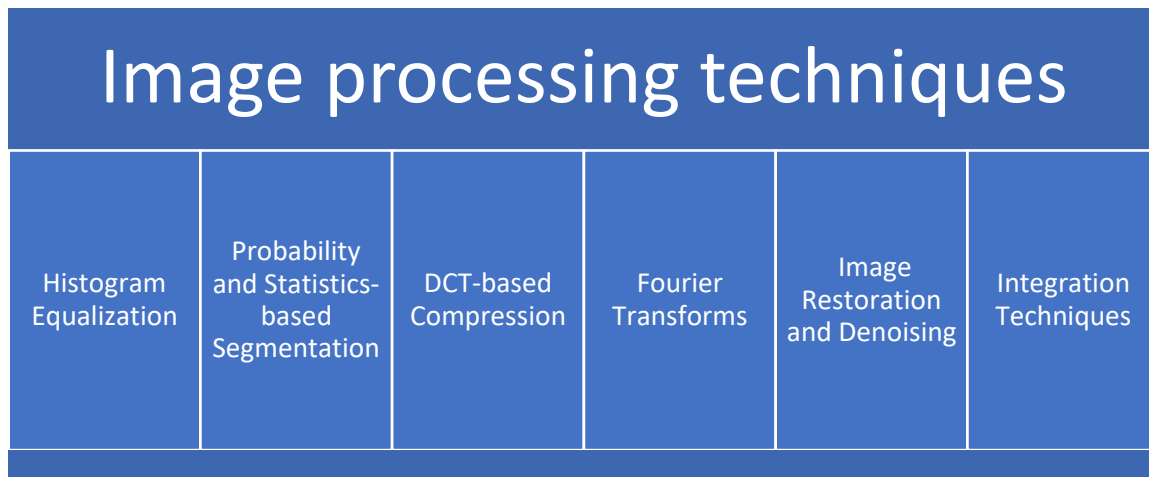 Image processing techniques
Histogram
Equalization
Probability
and Statistics-
based
Segmentation
DCT-based
Compression
Fourier
Transforms
Image
Restoration
and Denoising
Integration
Techniques